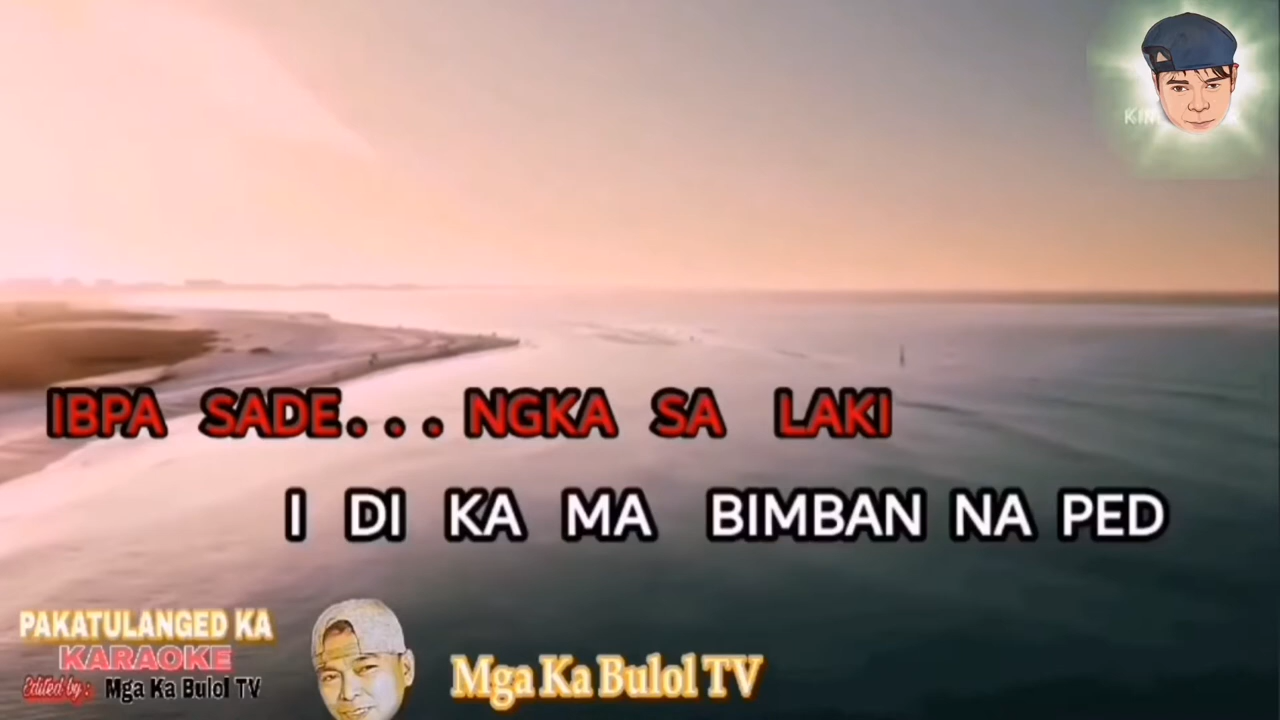 IBPA SADE...NGKA SA LAKI
I DI KA MA BIMBAN NA PED
PAKATULANGED KA
KARAOKE
Edited by: Mga Ka Bulol TV
Mga Ka Bulol TV